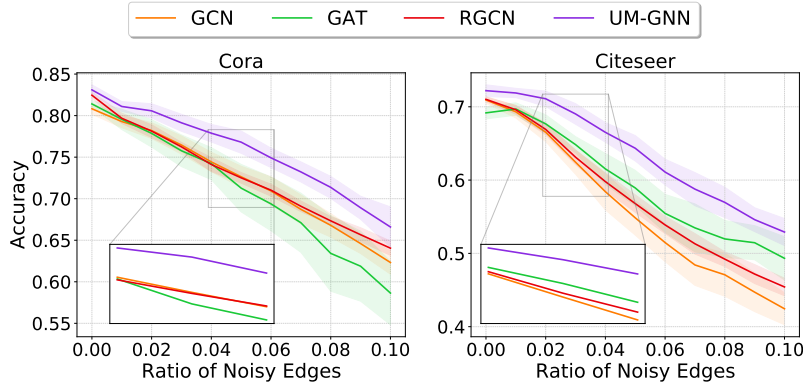 GCN GAT RGCN UM-GNN
Cora
Accuracy
0.85
0.80
0.75
0.70
0.65
0.60
0.55
0.00 0.02 0.04 0.06 0.08 0.10
Ratio of Noisy Edges
Citeseer
0.7
0.6
0.5
0.4
0.00 0.02 0.04 0.06 0.08 0.10
Ratio of Noisy Edges